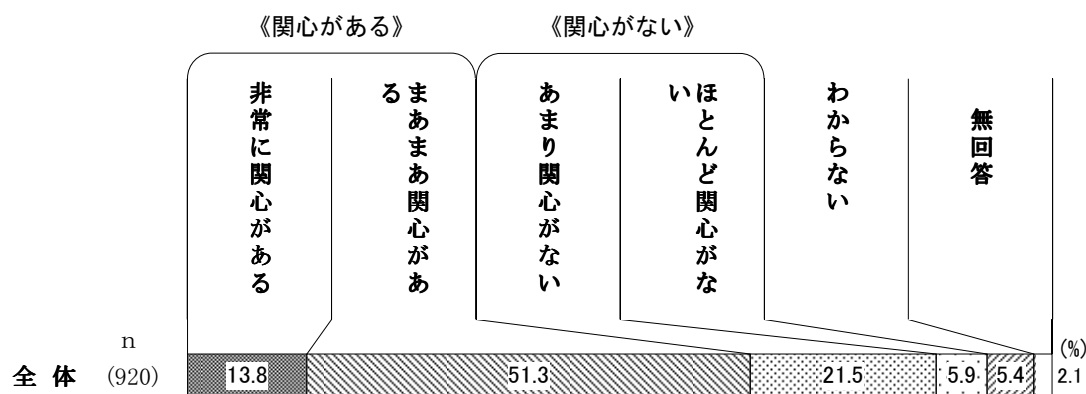 《関心がある》
《関心がない》
非常に関心がある
まあまあ関心があ
る
あまり関心がない
ほとんど関心がな
い
わからない
無回答
n
(%)
全 体 (920) 13.8 51.3 21.5 5.9 5.4 2.1